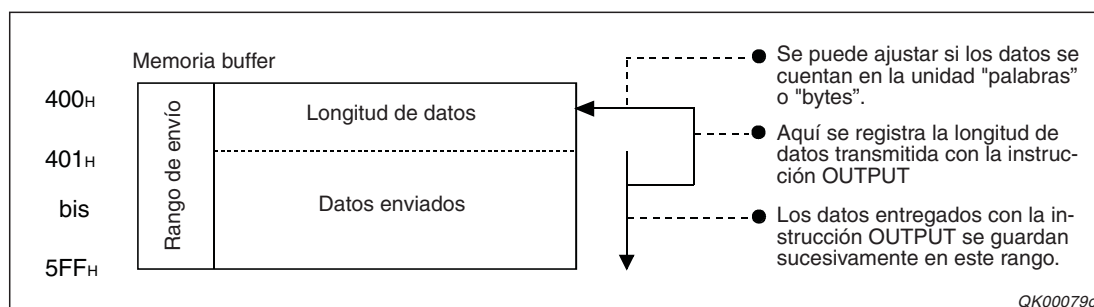 Memoria buffer
400H
401H
bis
5FFH
Rango de envío
Longitud de datos
Datos enviados
Se puede ajustar si los datos se
cuentan en la unidad "palabras”
o "bytes”.
Aquí se registra la longitud de
datos transmitida con la instruc-
ción OUTPUT
Los datos entregados con la in-
strucción OUTPUT se guardan
sucesivamente en este rango.